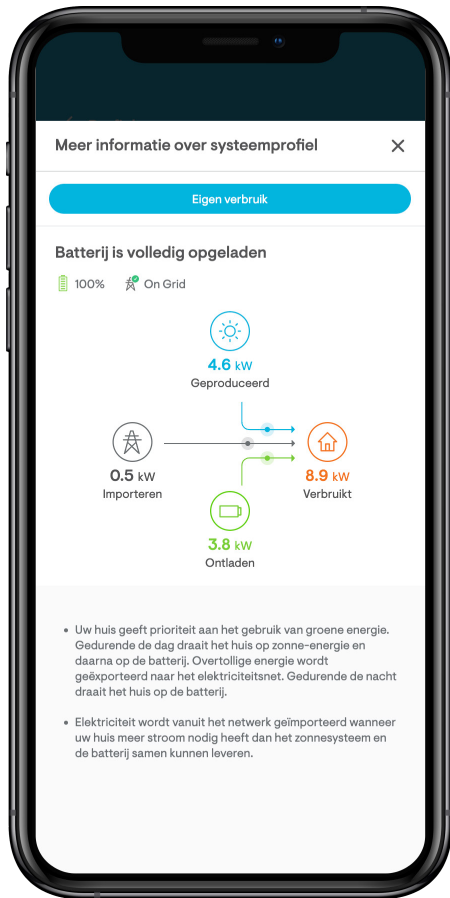 Meer informatie over systeemprofiel
Eigen verbruik
Batterij is volledig opgeladen
100% On Grid
4.6 kW
Geproduceerd
0.5 kW
Importeren
8.9 kW
Verbruikt
3.8 kW
Ontladen
• Uw huis geeft prioriteit aan het gebruik van groene energie.
Gedurende de dag draait het huis op zonne-energie en
daarna op de batterij. Overtollige energie wordt
geëxporteerd naar het elektriciteitsnet. Gedurende de nacht
draait het huis op de batterij.
• Elektriciteit wordt vanuit het netwerk geïmporteerd wanneer
uw huis meer stroom nodig heeft dan het zonnesysteem en
de batterij samen kunnen leveren.